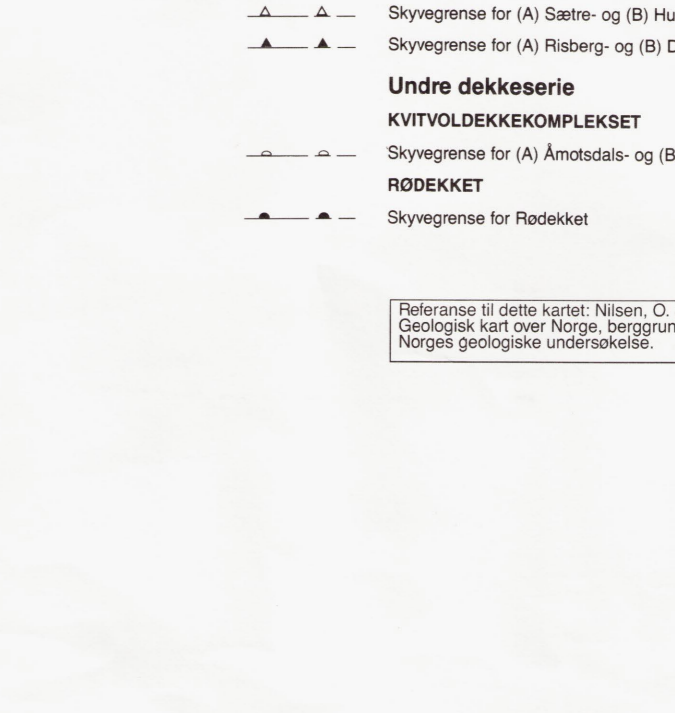 Skyvegrense for (A) Sætre- og (B) Hu
Skyvegrense for (A) Risberg- og (B) D
Undre dekkeserie
KVITVOLDEKKEKOMPLEKSET
Skyvegrense for (A) Åmotsdals- og (B
RØDEKKET
Skyvegrense for Rødekket
Referanse til dette kartet: Nilsen, O.
Geologisk kart over Norge, berggrun
Norges geologiske undersøkelse.